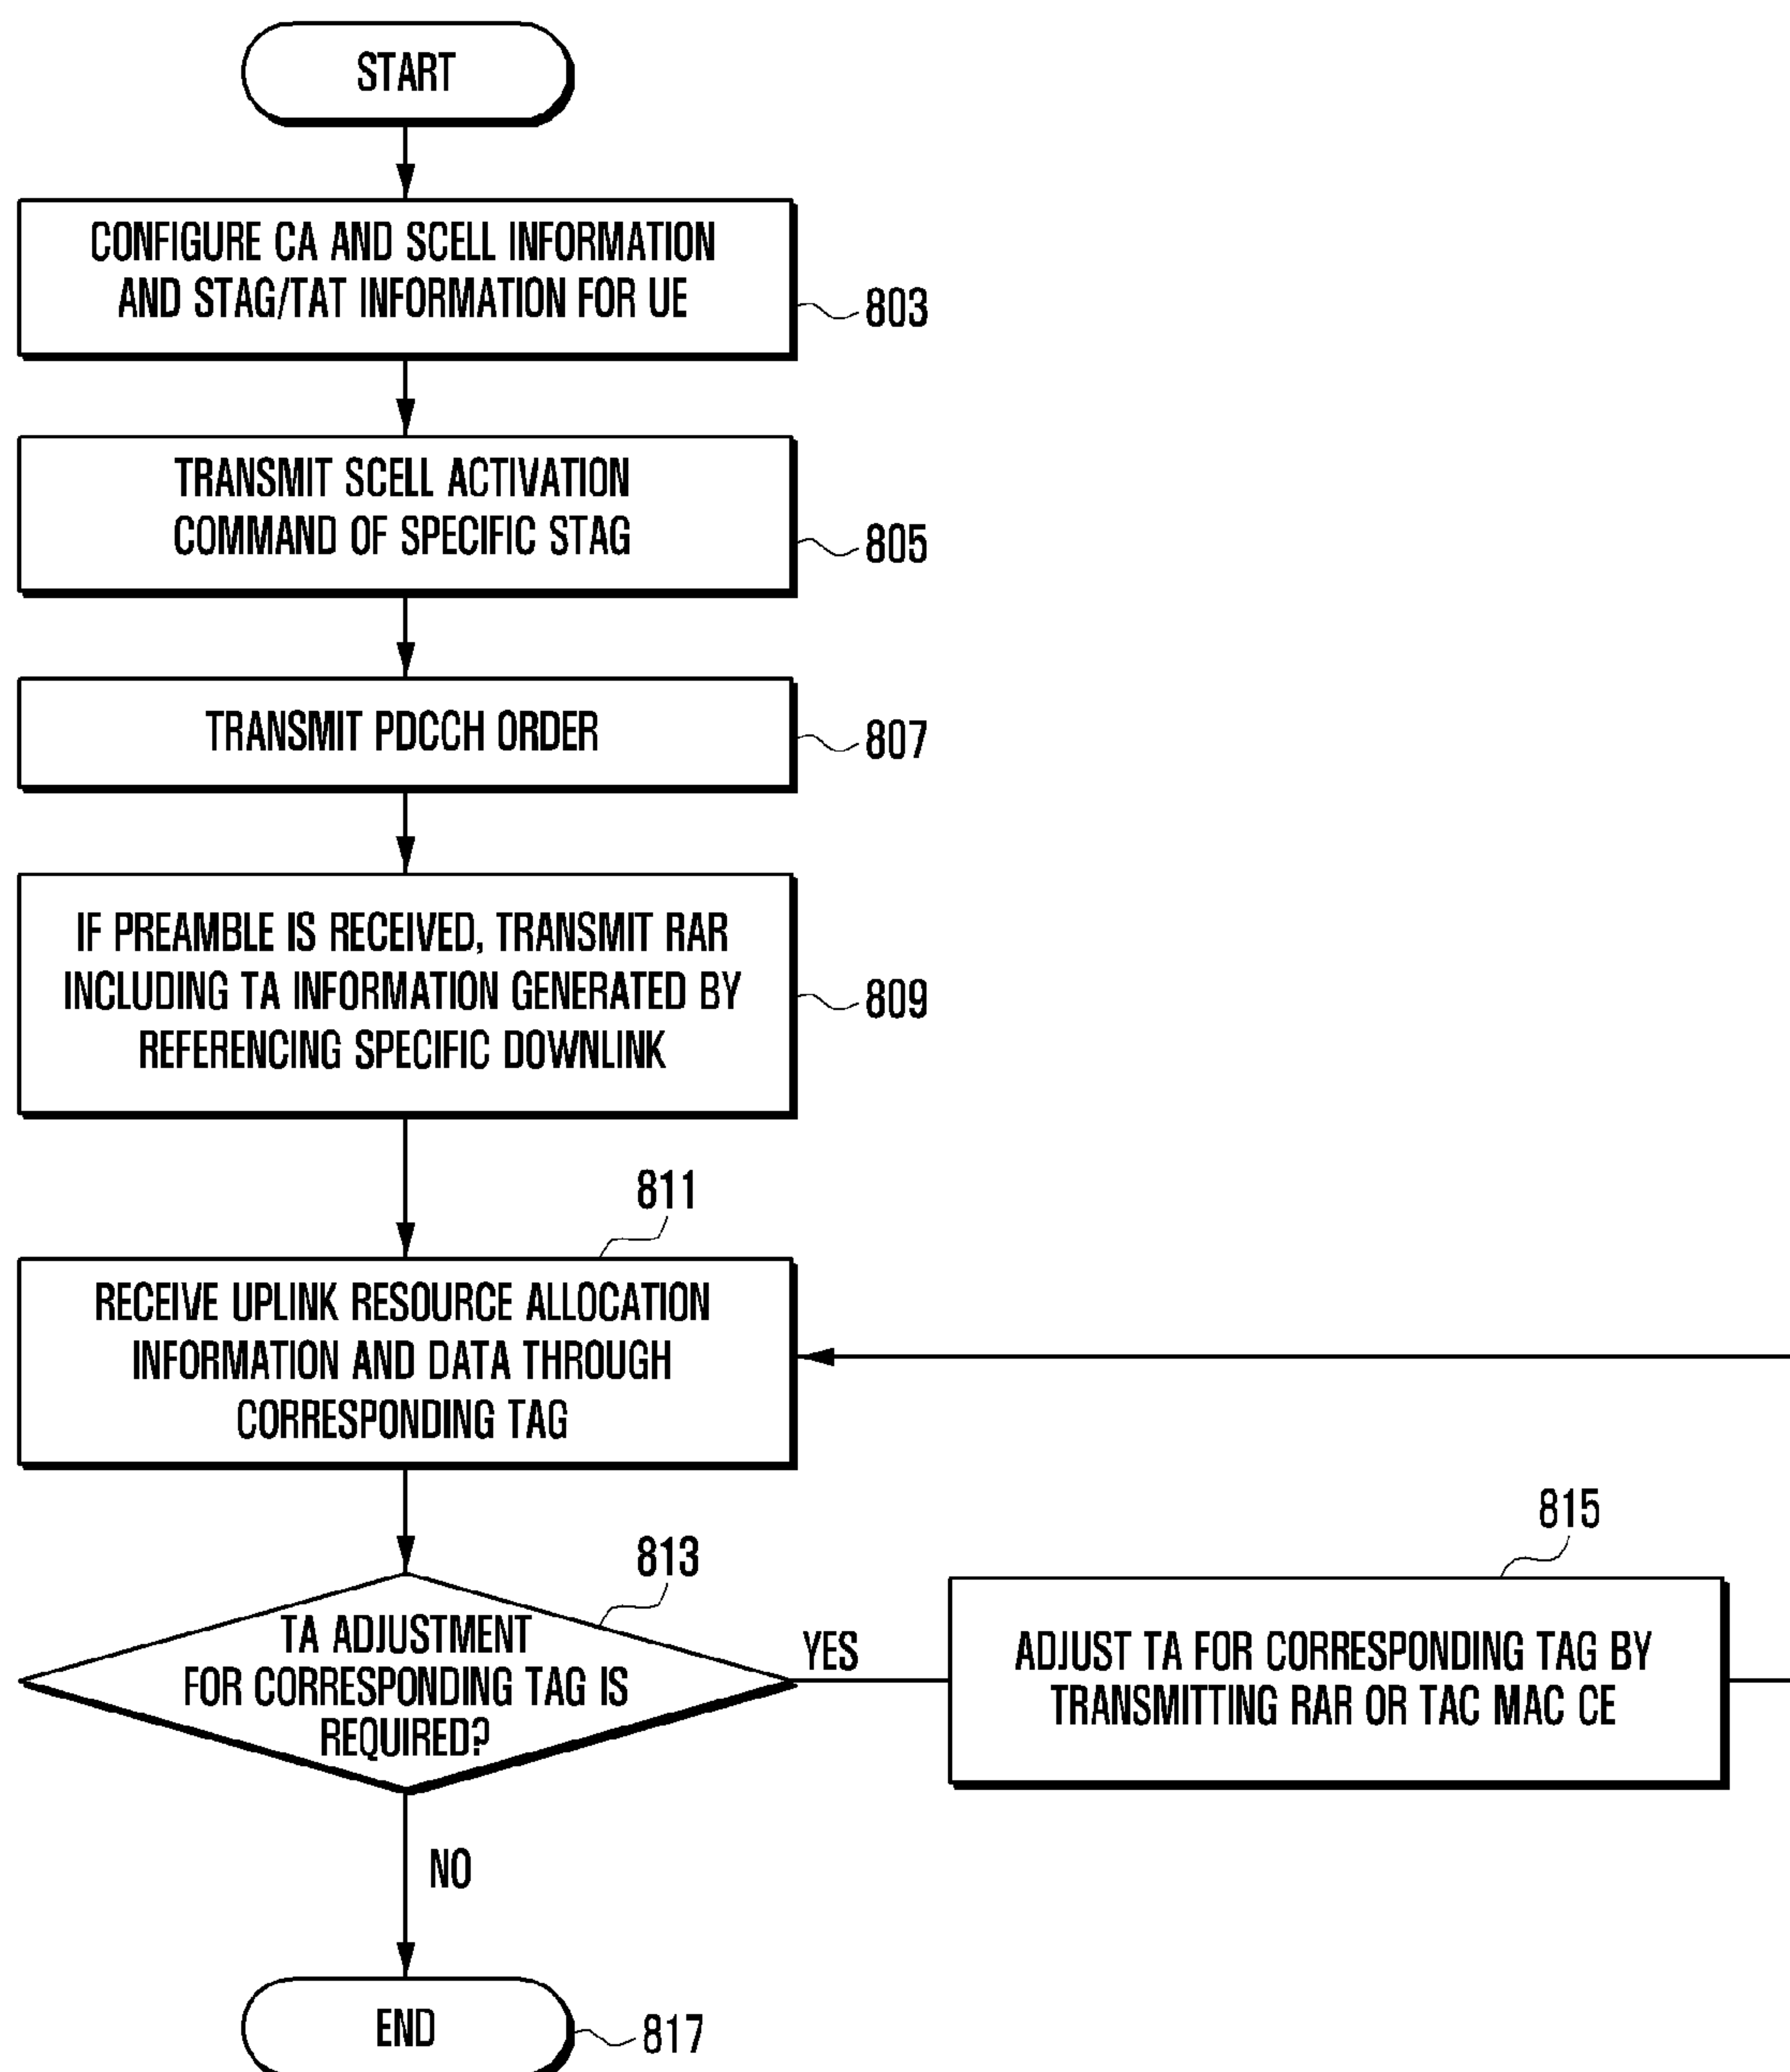 START
CONFIGURE CA AND SCELL INFORMATION
AND STAG/TAT INFORMATION FOR UE
803
TRANSMIT SCELL ACTIVATION
COMMAND OF SPECIFIC STAG
805
TRANSMIT PDCCH ORDER
807
IF PREAMBLE IS RECEIVED, TRANSMIT RAR
INCLUDING TA INFORMATION GENERATED BY
REFERENCING SPECIFIC DOWNLINK
809
811
RECEIVE UPLINK RESOURCE ALLOCATION
INFORMATION AND DATA THROUGH
CORRESPONDING TAG
813
TA ADJUSTMENT
FOR CORRESPONDING TAG IS
REQUIRED?
YES
815
ADJUST TA FOR CORRESPONDING TAG BY
TRANSMITTING RAR OR TAC MAC CE
NO
END
817